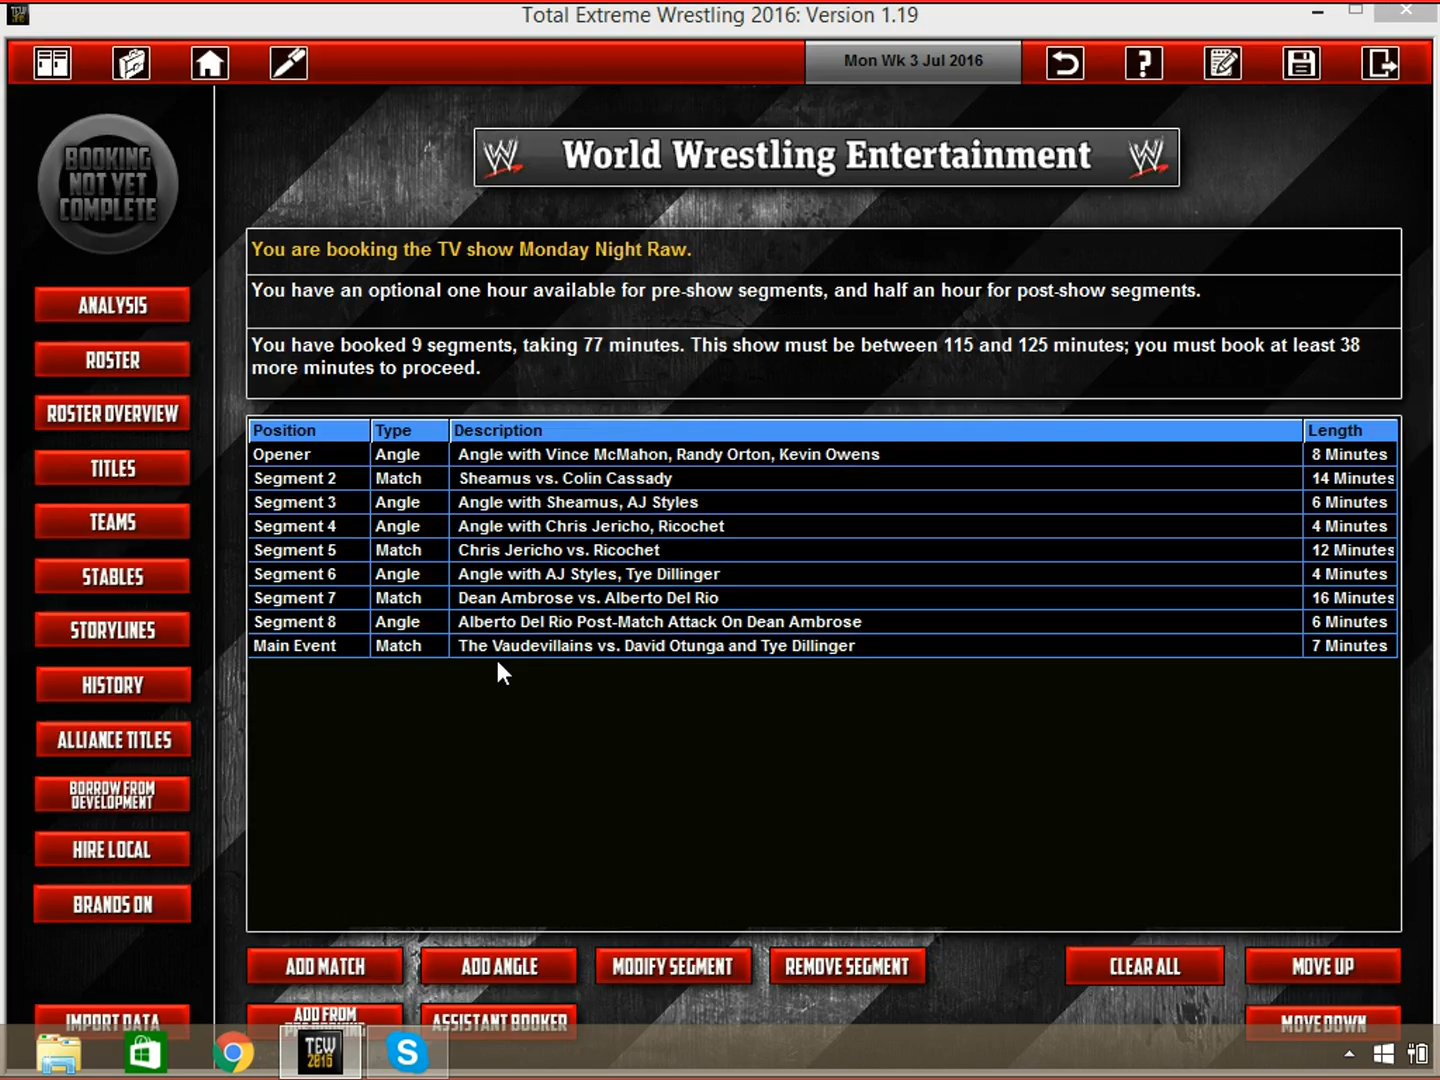 Total Extreme Wrestling 2016: Version 1.19
Mon Wk 3 Jul 2016
BOOKING
NOT YET
COMPLETE
World Wrestling Entertainment
You are booking the TV show Monday Night Raw.
You have an optional one hour available for pre-show segments, and half an hour for post-show segments.
You have booked 9 segments, taking 77 minutes. This show must be between 115 and 125 minutes; you must book at least 38
more minutes to proceed.
ANALYSIS
ROSTER
ROSTER OVERVIEW
TITLES
TEAMS
STABLES
STORYLINES
HISTORY
ALLIANCE TITLES
BORROW FROM
DEVELOPMENT
HIRE LOCAL
BRANDS ON
IMPORT DATA
Position Type Description Length
Opener Angle Angle with Vince McMahon, Randy Orton, Kevin Owens 8 Minutes
Segment 2 Match Sheamus vs. Colin Cassady 14 Minutes
Segment 3 Angle Angle with Sheamus, AJ Styles 6 Minutes
Segment 4 Angle Angle with Chris Jericho, Ricochet 4 Minutes
Segment 5 Match Chris Jericho vs. Ricochet 12 Minutes
Segment 6 Angle Angle with AJ Styles, Tye Dillinger 4 Minutes
Segment 7 Match Dean Ambrose vs. Alberto Del Rio 16 Minutes
Segment 8 Angle Alberto Del Rio Post-Match Attack On Dean Ambrose 6 Minutes
Main Event Match The Vaudevillains vs. David Otunga and Tye Dillinger 7 Minutes
ADD MATCH ADD ANGLE MODIFY SEGMENT REMOVE SEGMENT CLEAR ALL MOVE UP
ADD FROM
ASSISTANT BOOKER MOVE DOWN
TEW
2016